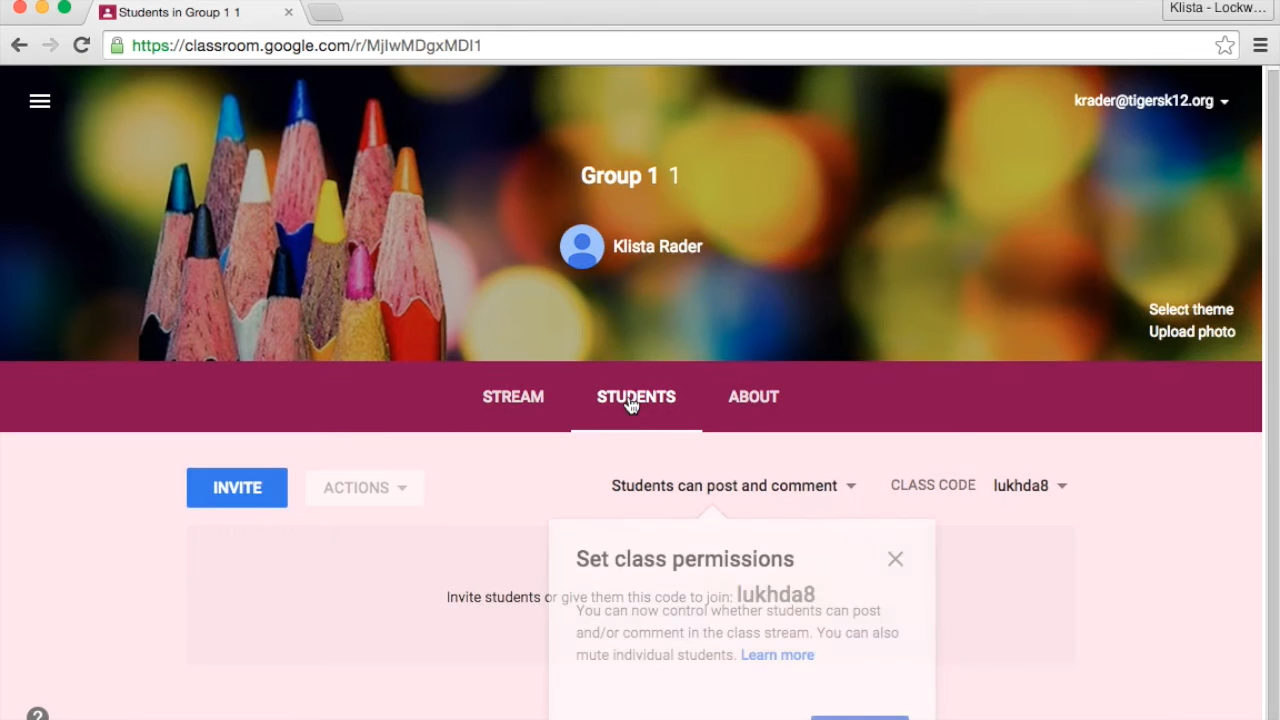 Students in Group 1 1
Klista - Lockw...
https://classroom.google.com/r/MjIwMDgxMDI1
krader@tigersk12.org
Group 1 1
Klista Rader
Select theme
Upload photo
STREAM
STUDENTS
ABOUT
INVITE
ACTIONS
Students can post and comment
CLASS CODE
lukhda8
Set class permissions
Invite students or give them this code to join: lukhda8
You can now control whether students can post
and/or comment in the class stream. You can also
mute individual students. Learn more
?